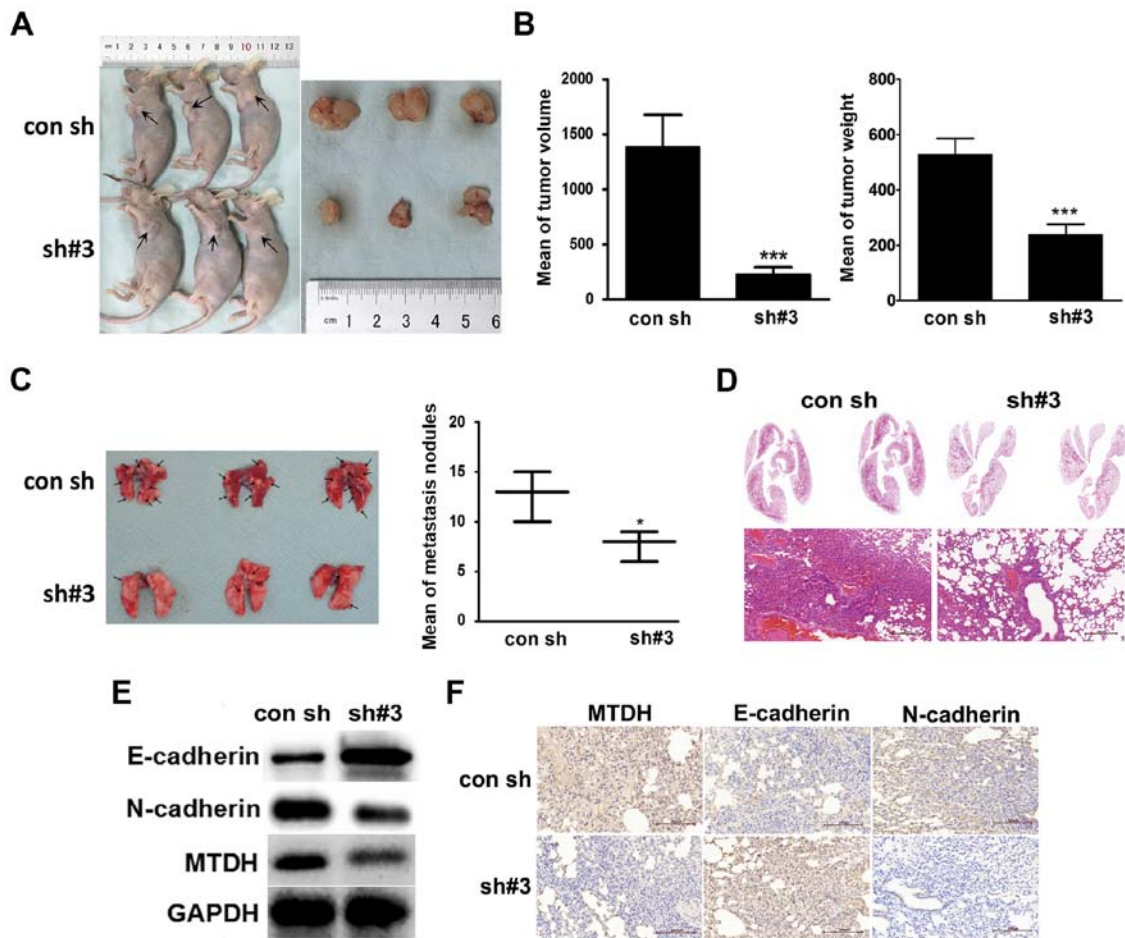 A
cm 1 2 3 4 5 6 7 8 9 10 11 12 13
con sh
sh#3
cm 1 2 3 4 5 6
B
Mean of tumor volume
2000
1500
1000
500
0
***
con sh sh#3
Mean of tumor weight
800
600
400
200
0
***
con sh sh#3
C
con sh
sh#3
Mean of metastasis nodules
20
15
10
5
0
*
con sh sh#3
D
con sh sh#3
E
con sh sh#3
E-cadherin
N-cadherin
MTDH
GAPDH
F
MTDH E-cadherin N-cadherin
con sh
sh#3